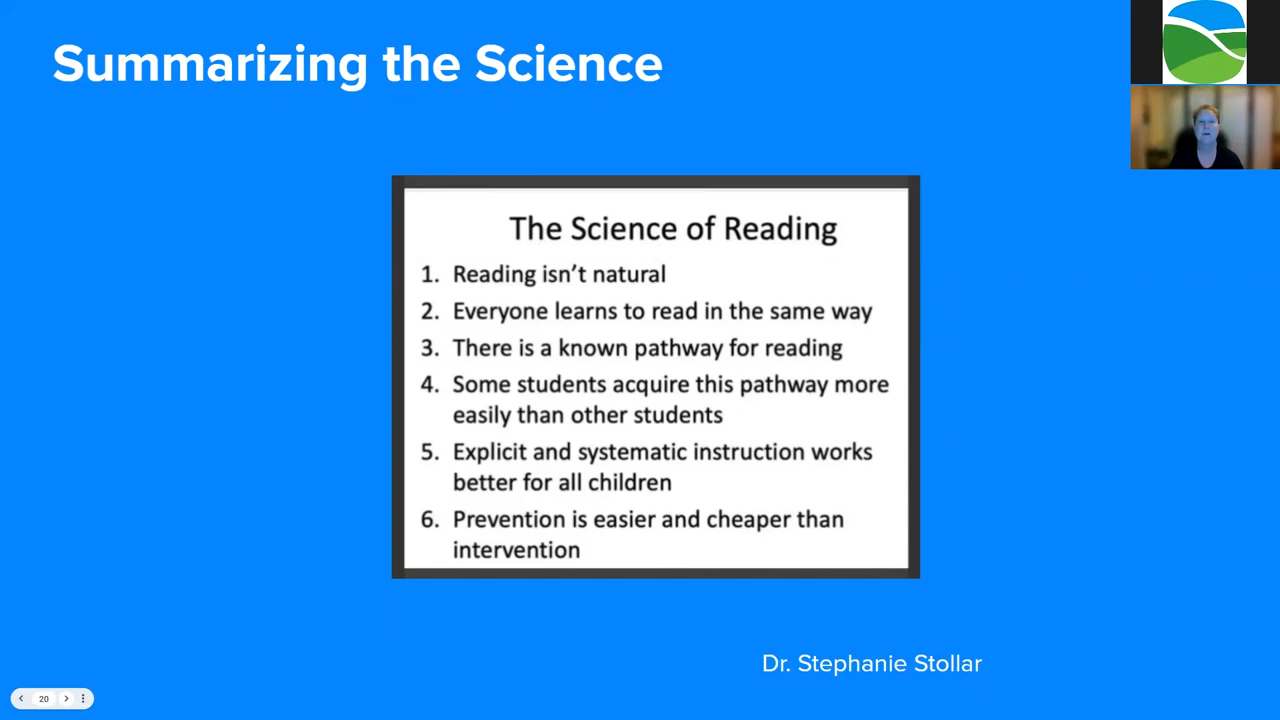 Summarizing the Science
The Science of Reading
1. Reading isn't natural
2. Everyone learns to read in the same way
3. There is a known pathway for reading
4. Some students acquire this pathway more
easily than other students
5. Explicit and systematic instruction works
better for all children
6. Prevention is easier and cheaper than
intervention
Dr. Stephanie Stollar
20